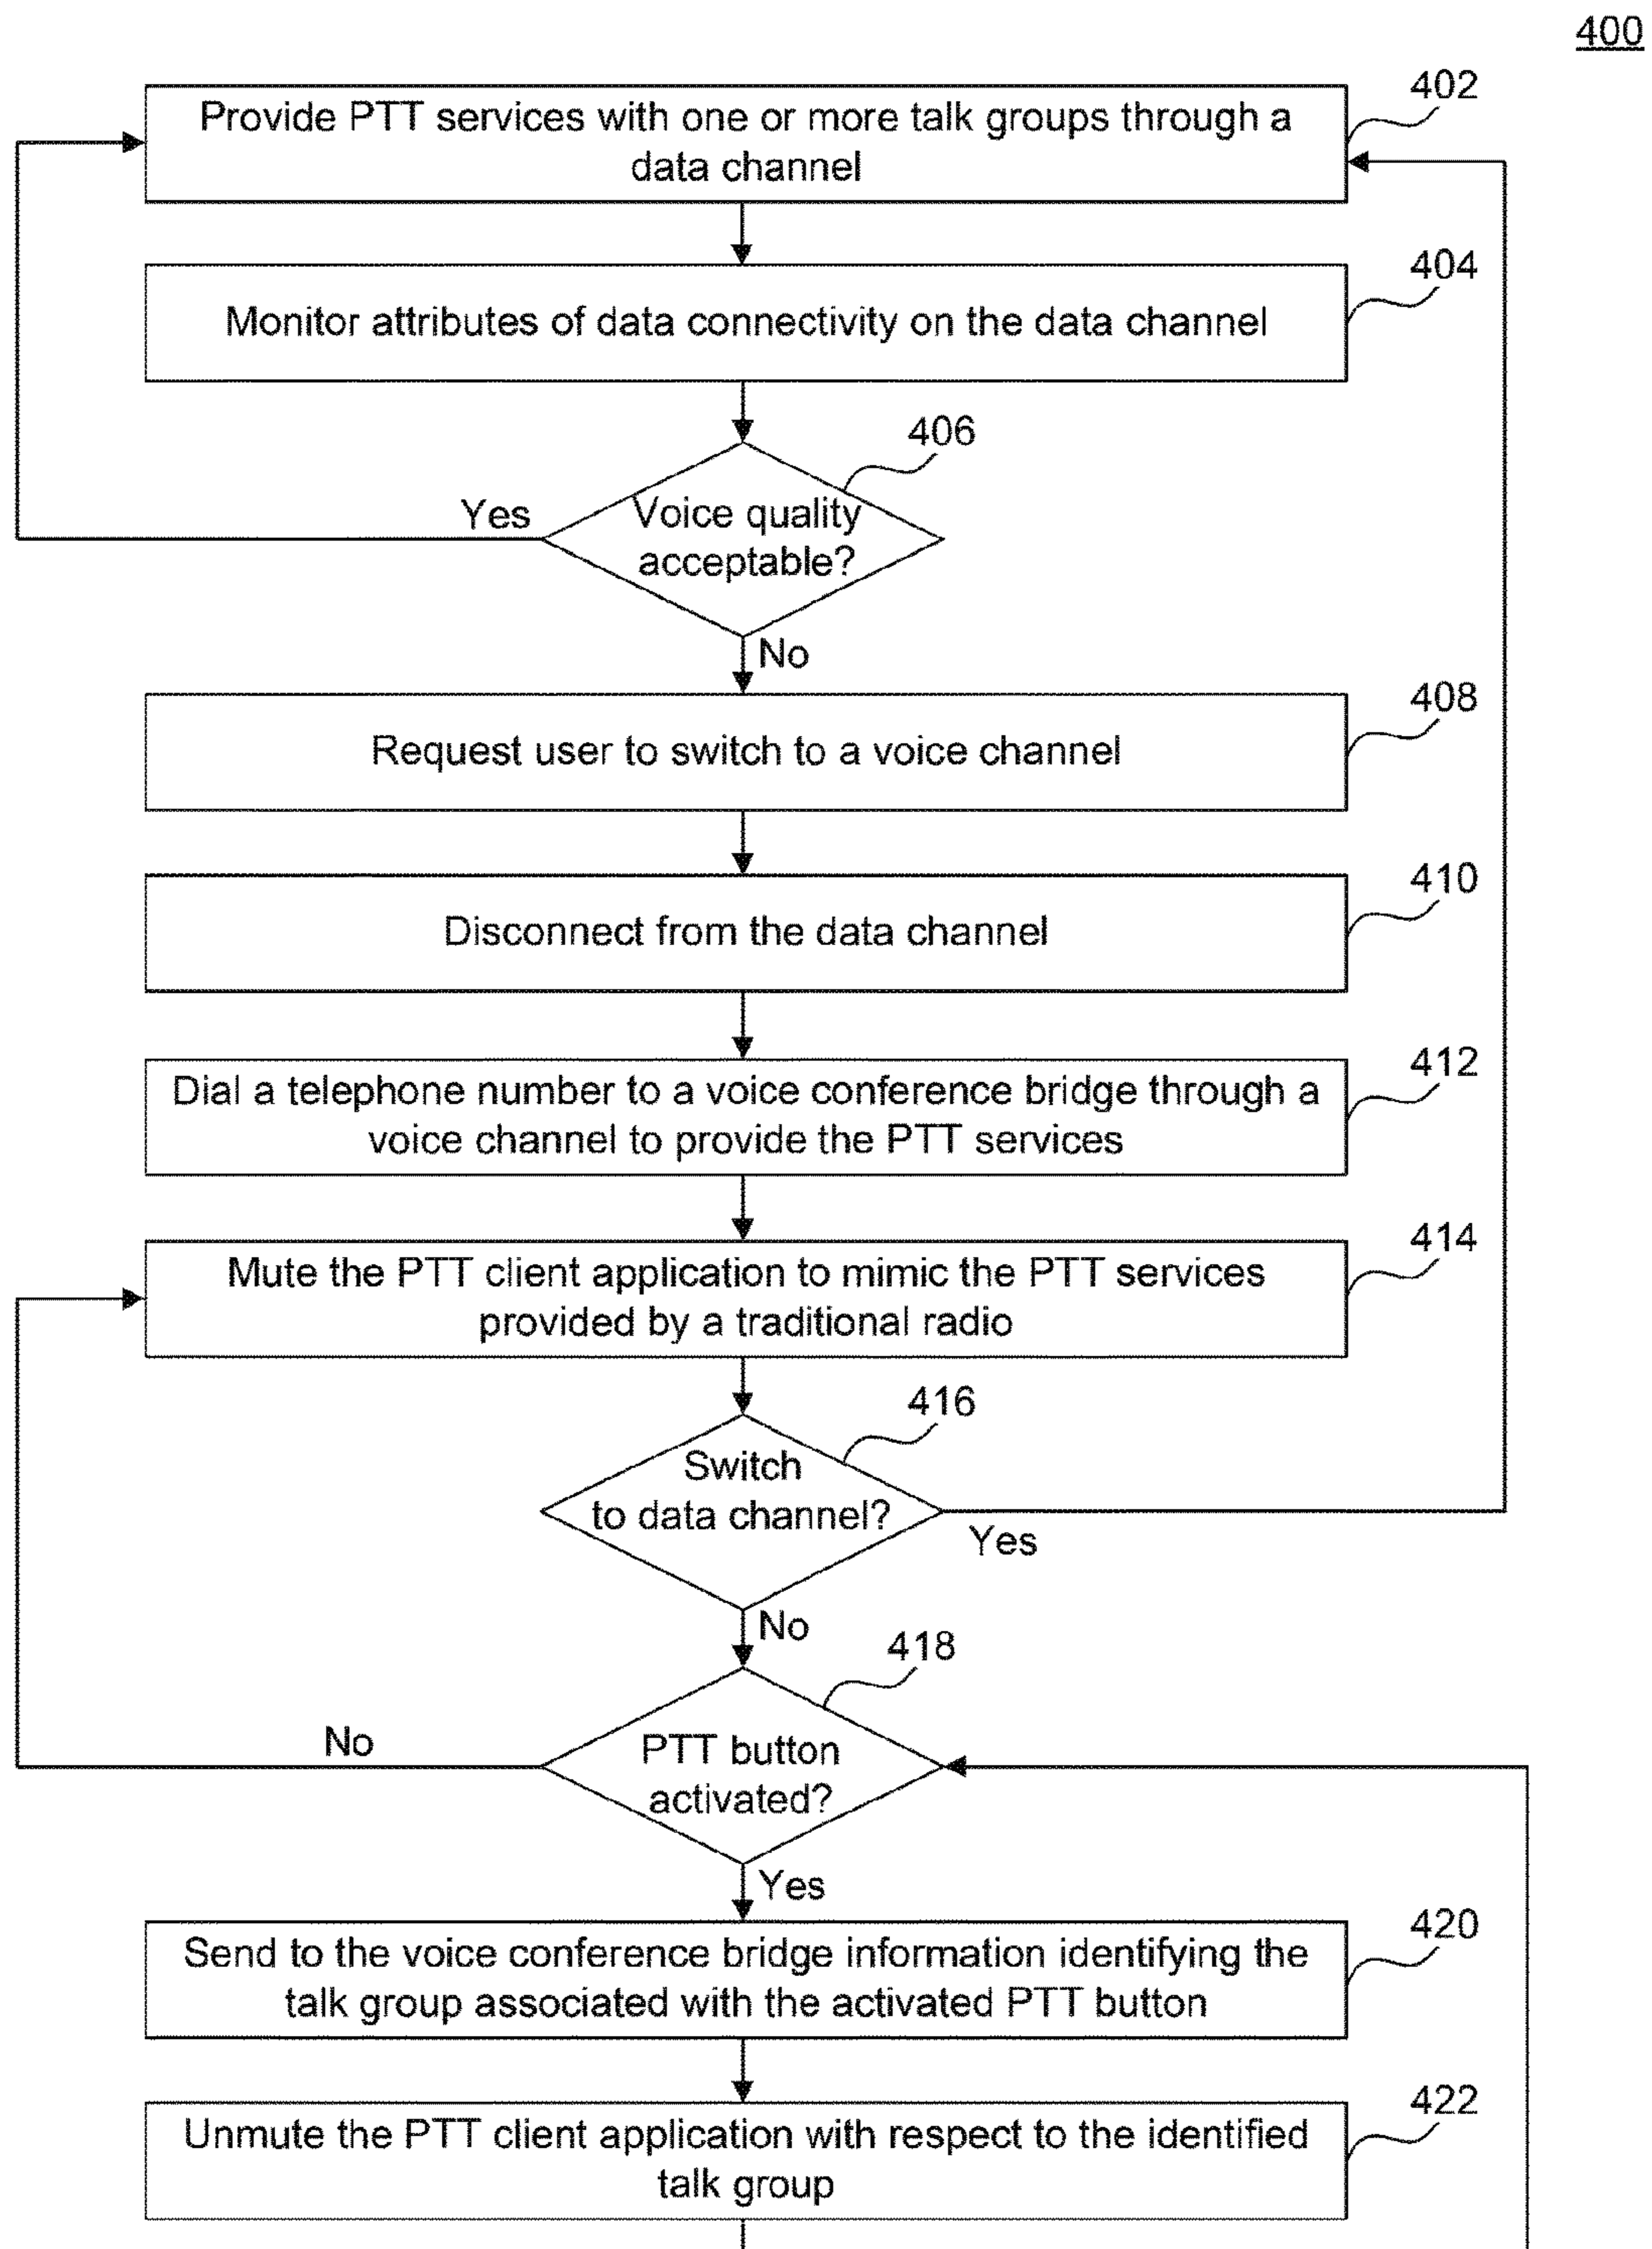 400
402
Provide PTT services with one or more talk groups through a
data channel
404
Monitor attributes of data connectivity on the data channel
406
Yes
Voice quality
acceptable?
No
408
Request user to switch to a voice channel
410
Disconnect from the data channel
412
Dial a telephone number to a voice conference bridge through a
voice channel to provide the PTT services
414
Mute the PTT client application to mimic the PTT services
provided by a traditional radio
416
Switch
to data channel?
Yes
No
418
No
PTT button
activated?
Yes
420
Send to the voice conference bridge information identifying the
talk group associated with the activated PTT button
422
Unmute the PTT client application with respect to the identified
talk group